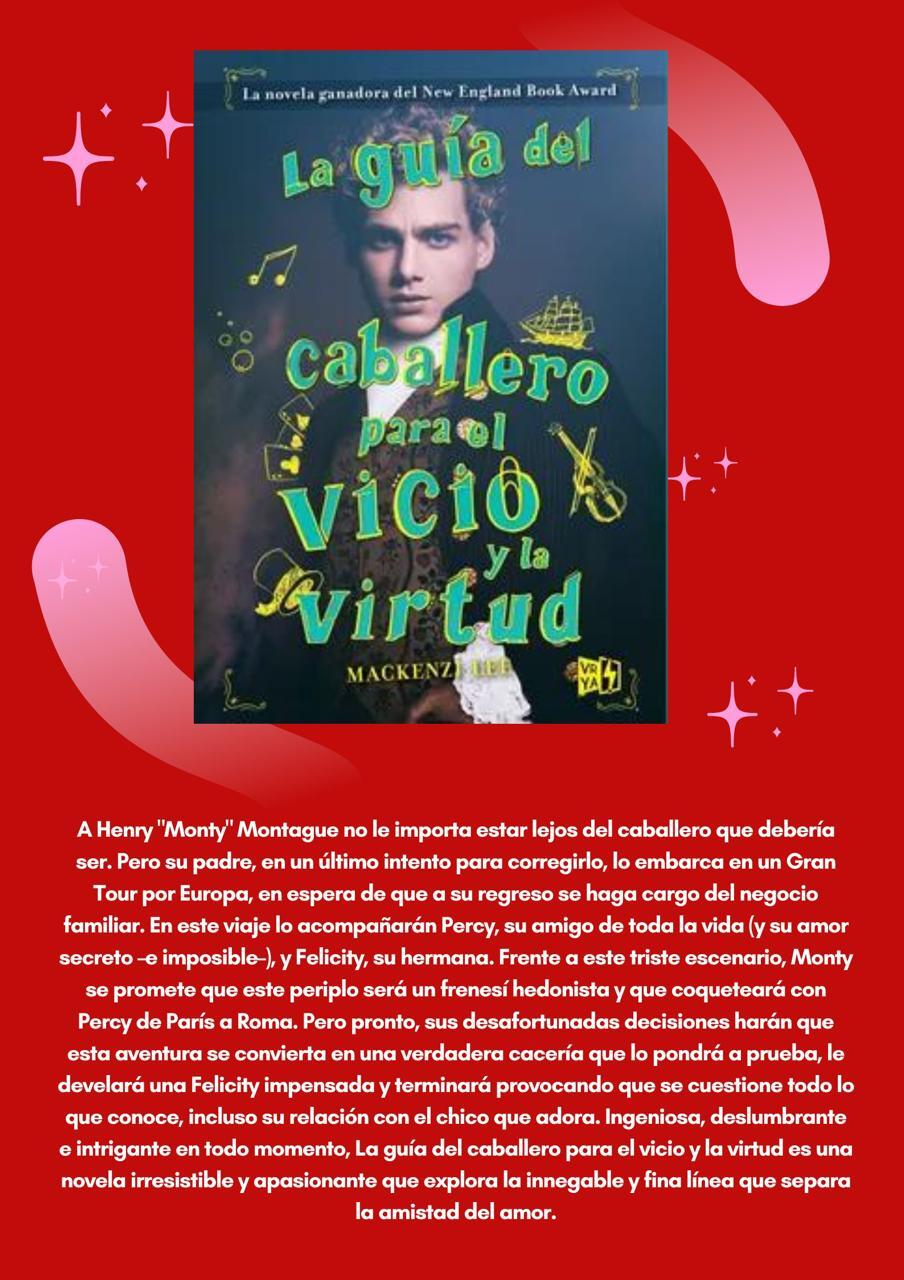 La novela ganadora del New England Book Award
La guía del
caballero
para el
vicio
y la
virtud
MACKENZI LEE
VR
YA
A Henry "Monty" Montague no le importa estar lejos del caballero que debería
ser. Pero su padre, en un último intento para corregirlo, lo embarca en un Gran
Tour por Europa, en espera de que a su regreso se haga cargo del negocio
familiar. En este viaje lo acompañarán Percy, su amigo de toda la vida (y su amor
secreto –e imposible–), y Felicity, su hermana. Frente a este triste escenario, Monty
se promete que este periplo será un frenesí hedonista y que coqueteará con
Percy de París a Roma. Pero pronto, sus desafortunadas decisiones harán que
esta aventura se convierta en una verdadera cacería que lo pondrá a prueba, le
develará una Felicity impensada y terminará provocando que se cuestione todo lo
que conoce, incluso su relación con el chico que adora. Ingeniosa, deslumbrante
e intrigante en todo momento, La guía del caballero para el vicio y la virtud es una
novela irresistible y apasionante que explora la innegable y fina línea que separa
la amistad del amor.